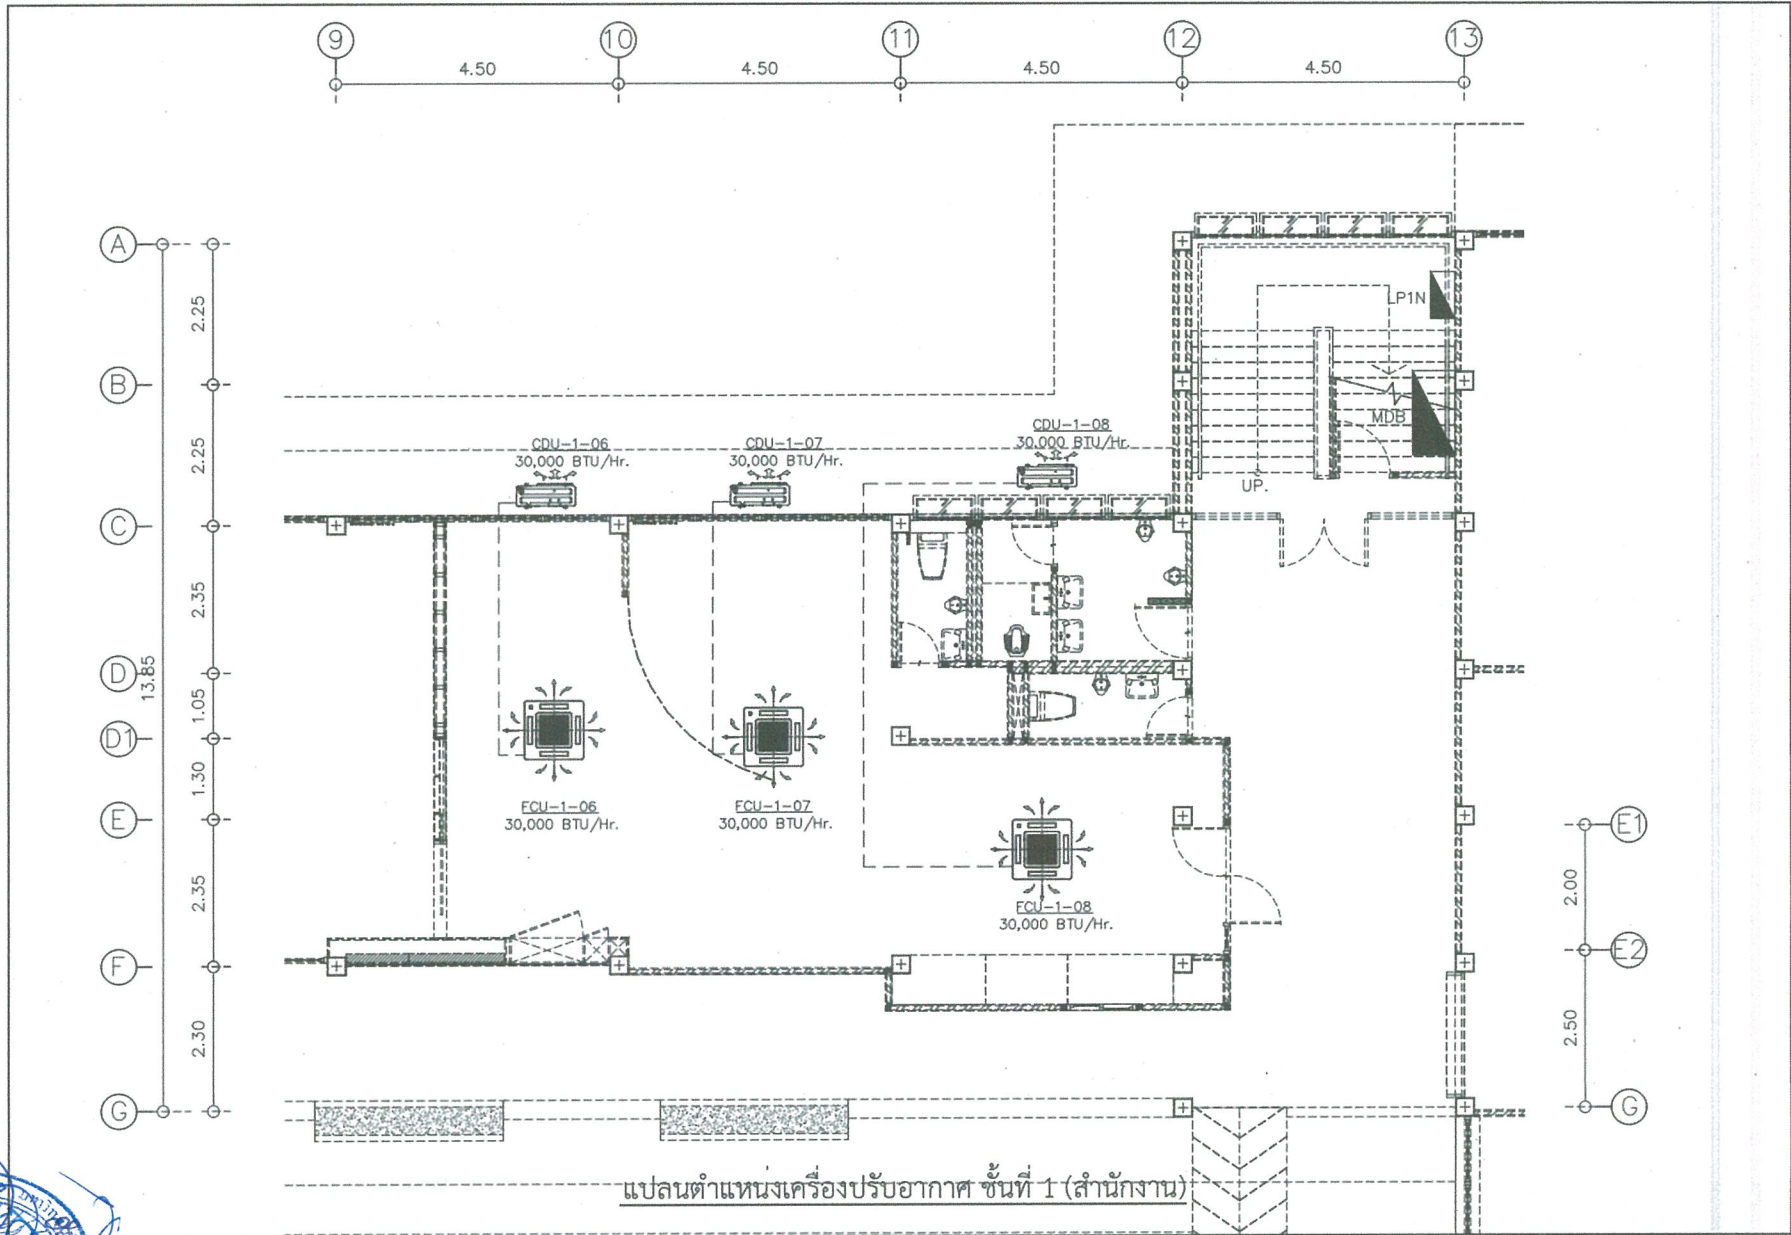 9 10 11 12 13
4.50 4.50 4.50 4.50
A
2.25
LP1N
B
MDB
2.25
CDU-1-06
30,000 BTU/Hr.
CDU-1-07
30,000 BTU/Hr.
CDU-1-08
30,000 BTU/Hr.
UP.
C
2.35
D
13.85
1.05
D1
1.30
FCU-1-06
30,000 BTU/Hr.
FCU-1-07
30,000 BTU/Hr.
E
E1
2.35
2.00
FCU-1-08
30,000 BTU/Hr.
F
E2
2.30
2.50
G
G
แปลนตำแหน่งเครื่องปรับอากาศ ชั้นที่ 1 (สำนักงาน)